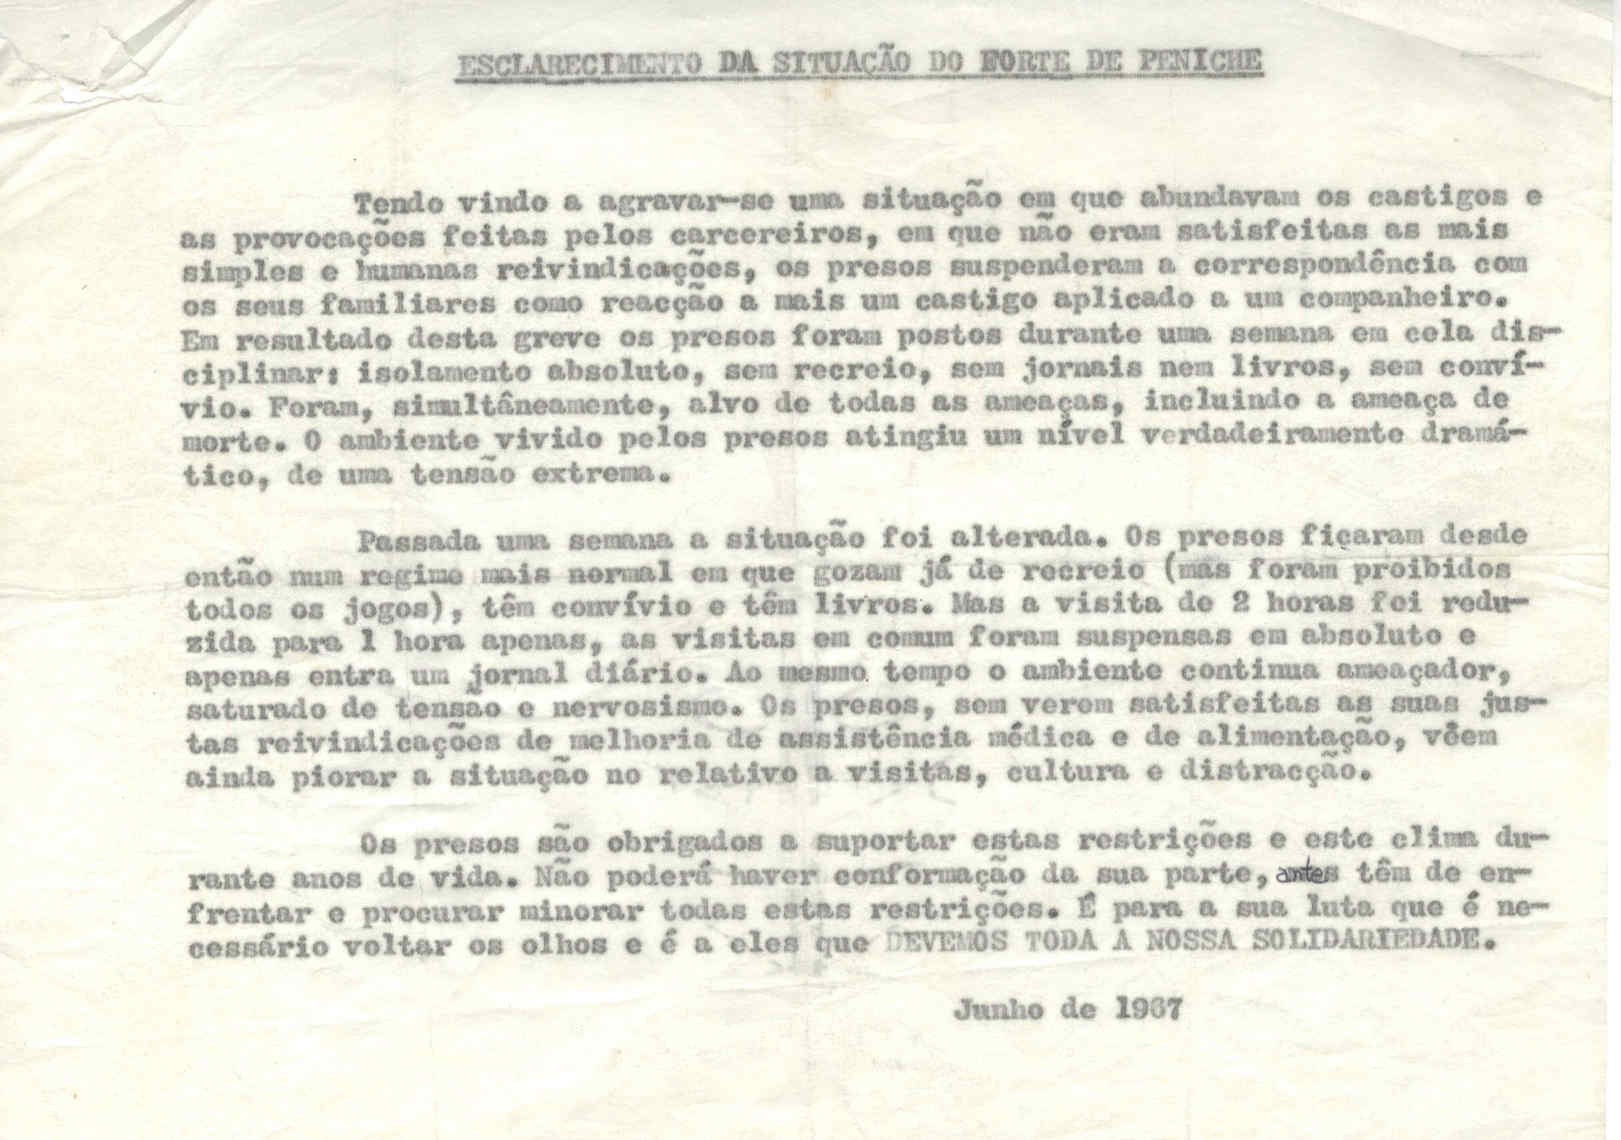 ESCLARECIMENTO DA SITUAÇÃO DO FORTE DE PENICHE
Tendo vindo a agravar-se uma situação em que abundavam os castigos e
as provocações feitas pelos carcereiros, em que não eram satisfeitas as mais
simples e humanas reivindicações, os presos suspenderam a correspondência com
os seus familiares como reacção a mais um castigo aplicado a um companheiro.
Em resultado desta greve os presos foram postos durante uma semana em cela dis-
ciplinar: isolamento absoluto, sem recreio, sem jornais nem livros, sem conví-
vio. Foram, simultâneamente, alvo de todas as ameaças, incluindo a ameaça de
morte. O ambiente vivido pelos presos atingiu um nível verdadeiramente dramá-
tico, de uma tensão extrema.
Passada uma semana a situação foi alterada. Os presos fiçaram desde
então num regime mais normal em que gozam já de recreio (mas foram proibidos
todos os jogos), têm convívio e têm livros. Mas a visita de 2 horas foi redu-
zida para 1 hora apenas, as visitas em comum foram suspensas em absoluto e
apenas entra um jornal diário. Ao mesmo tempo o ambiente continua ameaçador,
saturado de tensão e nervosismo. Os presos, sem verem satisfeitas as suas jus-
tas reivindicações de melhoria de assistência médica e de alimentação, vêem
ainda piorar a situação no relativo a visitas, cultura e distracção.
Os presos são obrigados a suportar estas restrições e este clima du-
rante anos de vida. Não poderá haver conformação da sua parte, antes têm de en-
frentar e procurar minorar todas estas restrições. É para a sua luta que é ne-
cessário voltar os olhos e é a eles que DEVEMOS TODA A NOSSA SOLIDARIEDADE.
Junho de 1967